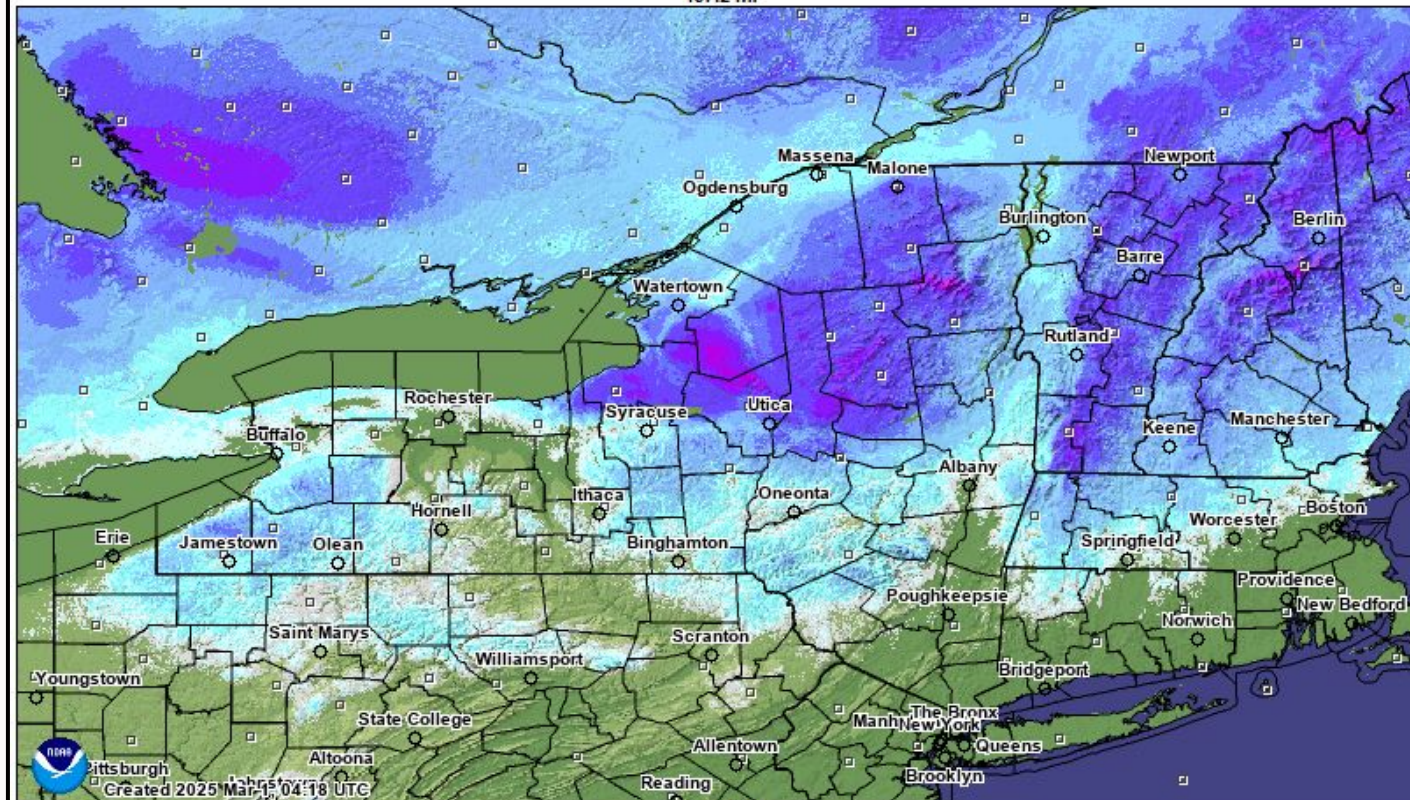 Massena
Malone
Newport
Ogdensburg
Burlington
Berlin
Barre
Watertown
Rutland
Rochester
Syracuse
Utica
Manchester
Keene
Buffalo
Albany
Ithaca
Oneonta
Hornell
Worcester
Boston
Erie
Jamestown
Olean
Binghamton
Springfield
Providence
Poughkeepsie
New Bedford
Norwich
Saint Marys
Scranton
Williamsport
Bridgeport
Youngstown
State College
The Bronx
New York
Queens
Allentown
NOAA
Altoona
Pittsburgh
Brooklyn
Reading
Created 2025 Mar 1, 04:18 UTC